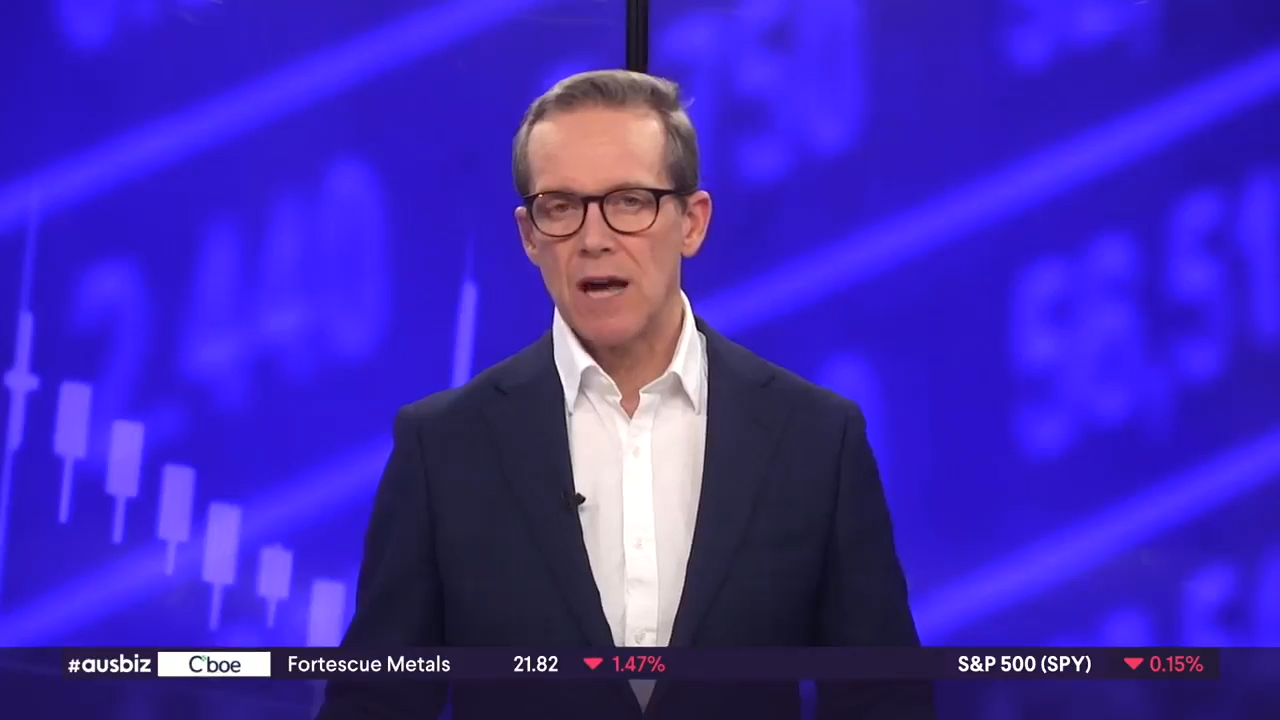 #ausbiz Cboe Fortescue Metals 21.82 ▼ 1.47% S&P 500 (SPY) ▼ 0.15%